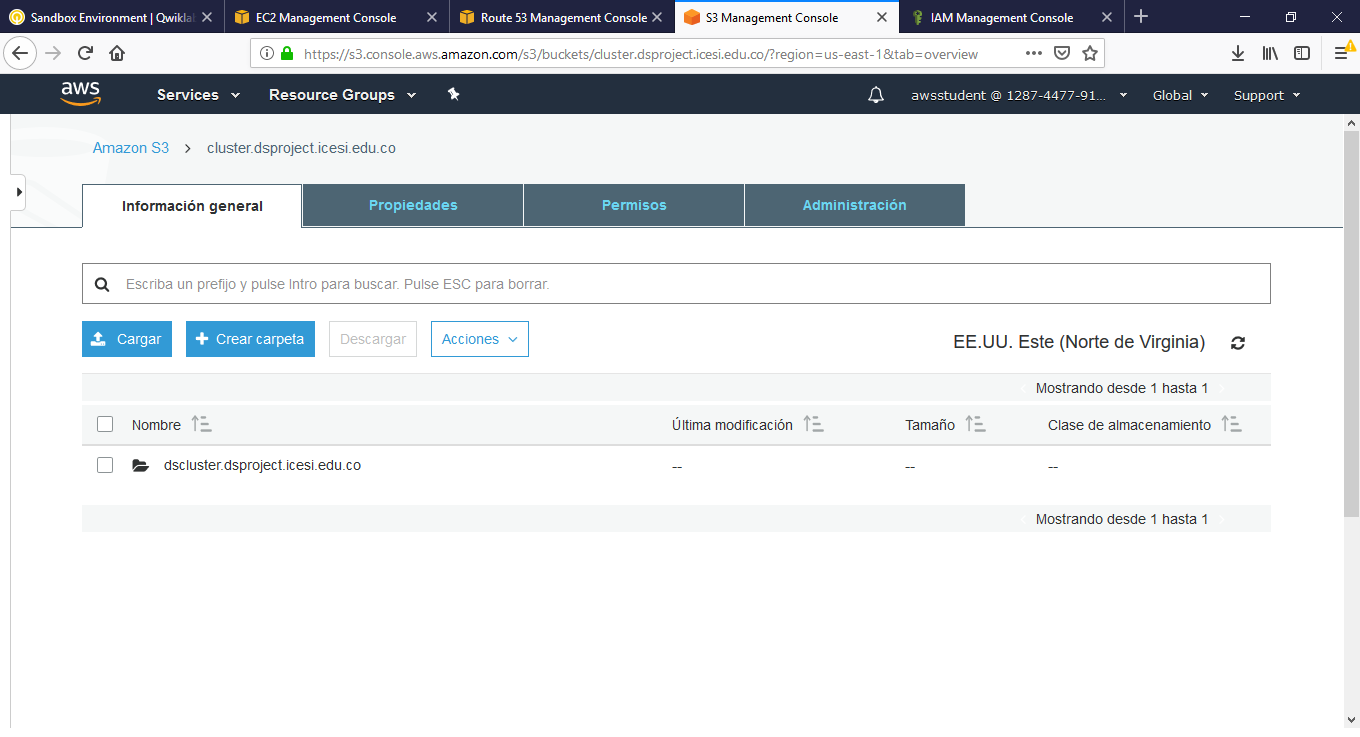 Sandbox Environment | Qwiklab
EC2 Management Console
Route 53 Management Console
S3 Management Console
IAM Management Console
https://s3.console.aws.amazon.com/s3/buckets/cluster.dsproject.icesi.edu.co/?region=us-east-1&tab=overview
aws
Services
Resource Groups
awsstudent @ 1287-4477-91...
Global
Support
Amazon S3 > cluster.dsproject.icesi.edu.co
Información general
Propiedades
Permisos
Administración
Escriba un prefijo y pulse Intro para buscar. Pulse ESC para borrar.
Cargar
Crear carpeta
Descargar
Acciones
EE.UU. Este (Norte de Virginia)
Mostrando desde 1 hasta 1
Nombre
Última modificación
Tamaño
Clase de almacenamiento
dscluster.dsproject.icesi.edu.co
--
--
--
Mostrando desde 1 hasta 1